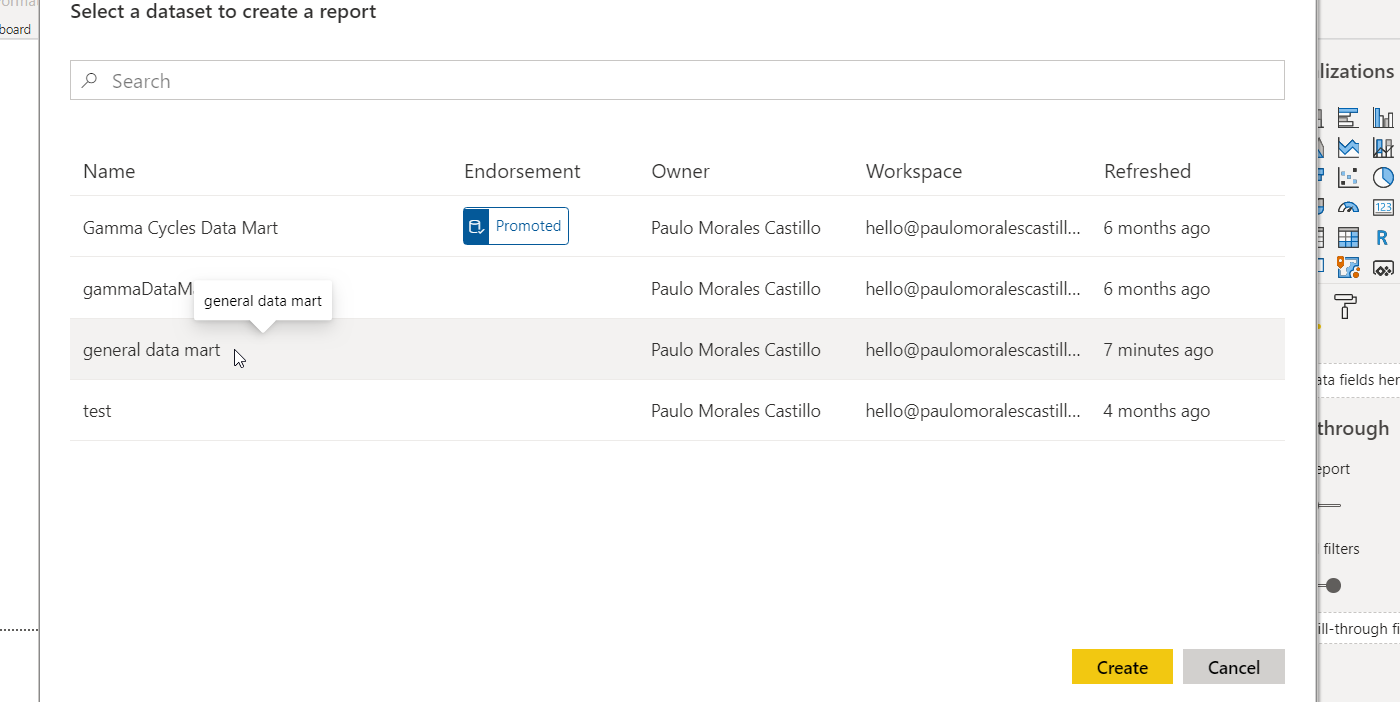 board
Select a dataset to create a report
Search
Name Endorsement Owner Workspace Refreshed
Gamma Cycles Data Mart Promoted Paulo Morales Castillo hello@paulomoralescastill... 6 months ago
gammaDataMa Paulo Morales Castillo hello@paulomoralescastill... 6 months ago
general data mart
general data mart Paulo Morales Castillo hello@paulomoralescastill... 7 minutes ago
test Paulo Morales Castillo hello@paulomoralescastill... 4 months ago
Create Cancel
lizations
123
R
ata fields her
through
eport
filters
ill-through fi